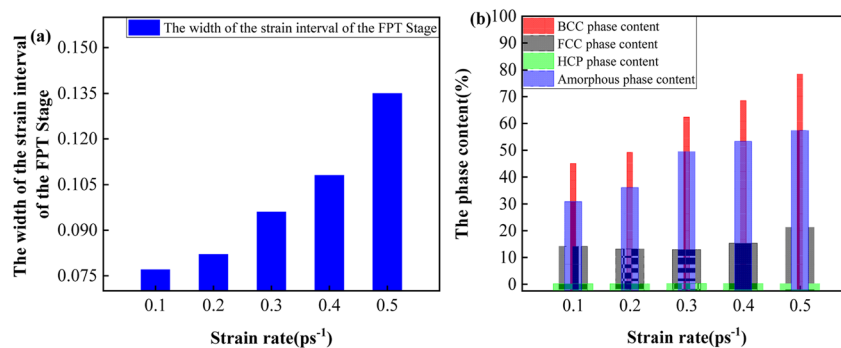 (a)
The width of the strain interval of the FPT Stage
The width of the strain interval
of the FPT Stage
0.150
0.135
0.120
0.105
0.090
0.075
0.1 0.2 0.3 0.4 0.5
Strain rate(ps⁻¹)
(b)
BCC phase content
FCC phase content
HCP phase content
Amorphous phase content
The phase content(%)
100
90
80
70
60
50
40
30
20
10
0
0.1 0.2 0.3 0.4 0.5
Strain rate(ps⁻¹)